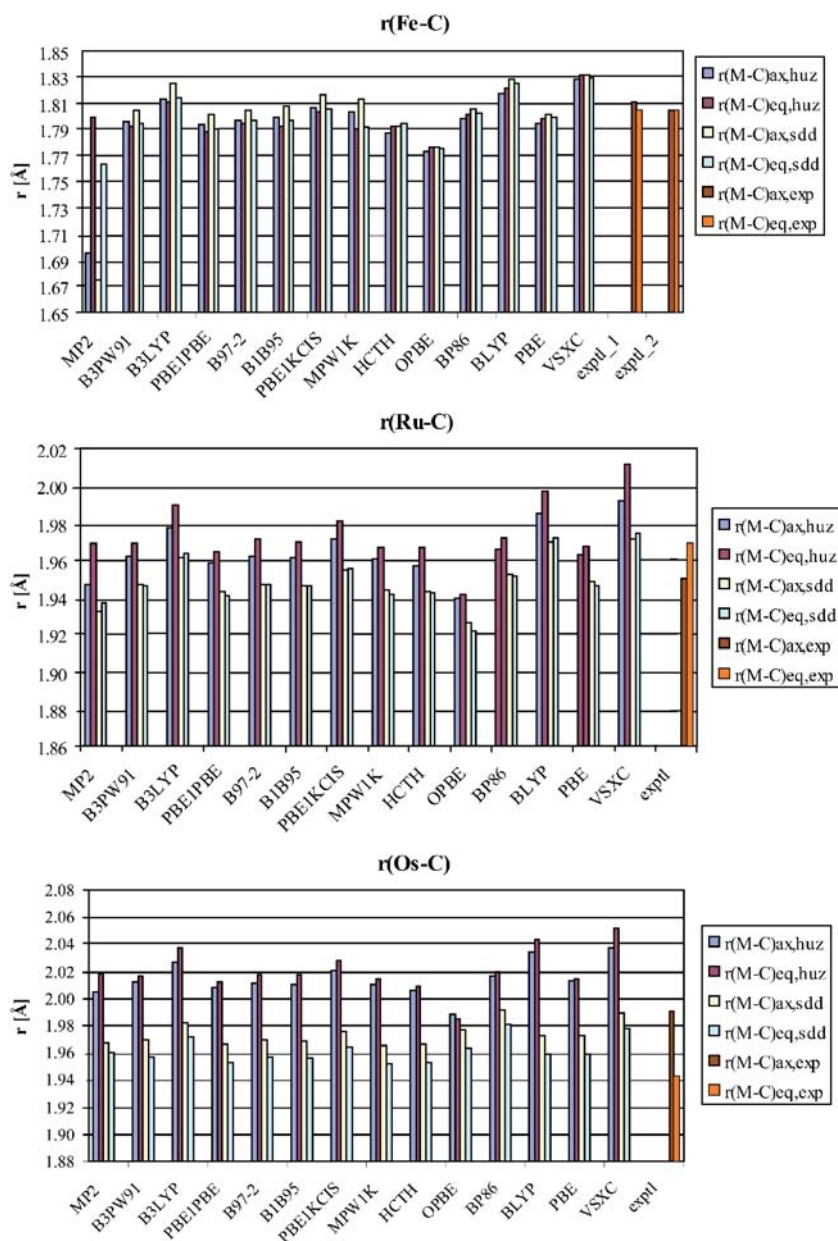 r(Fe-C)
1.85
1.83
1.81
1.79
1.77
1.75
1.73
1.71
1.69
1.67
1.65
r [Å]
MP2
B3PW91
B3LYP
PBE1PBE
B97-2
B1B95
PBE1KCIS
MPW1K
HCTH
OPBE
BP86
BLYP
PBE
VSXC
exptl_1
exptl_2
r(M-C)ax,huz
r(M-C)eq,huz
r(M-C)ax,sdd
r(M-C)eq,sdd
r(M-C)ax,exp
r(M-C)eq,exp
r(Ru-C)
2.02
2.00
1.98
1.96
1.94
1.92
1.90
1.88
1.86
r [Å]
MP2
B3PW91
B3LYP
PBE1PBE
B97-2
B1B95
PBE1KCIS
MPW1K
HCTH
OPBE
BP86
BLYP
PBE
VSXC
exptl
r(M-C)ax,huz
r(M-C)eq,huz
r(M-C)ax,sdd
r(M-C)eq,sdd
r(M-C)ax,exp
r(M-C)eq,exp
r(Os-C)
2.08
2.06
2.04
2.02
2.00
1.98
1.96
1.94
1.92
1.90
1.88
r [Å]
MP2
B3PW91
B3LYP
PBE1PBE
B97-2
B1B95
PBE1KCIS
MPW1K
HCTH
OPBE
BP86
BLYP
PBE
VSXC
exptl
r(M-C)ax,huz
r(M-C)eq,huz
r(M-C)ax,sdd
r(M-C)eq,sdd
r(M-C)ax,exp
r(M-C)eq,exp